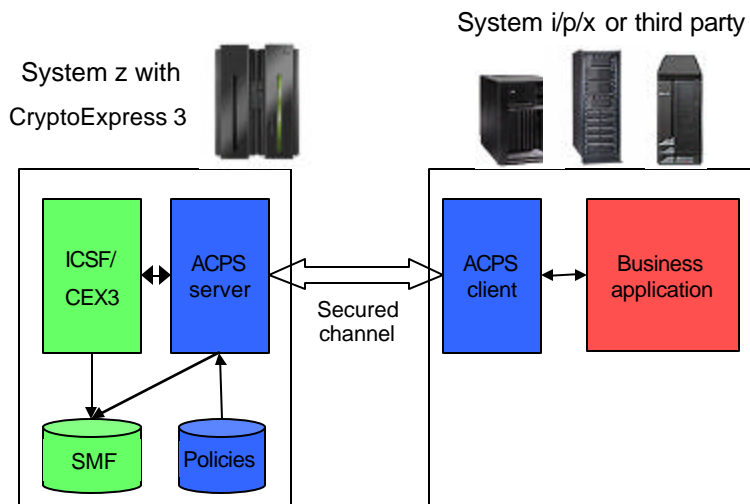 System z with
CryptoExpress 3
System i/p/x or third party
ICSF/
CEX3
ACPS
server
Secured
channel
ACPS
client
Business
application
SMF
Policies